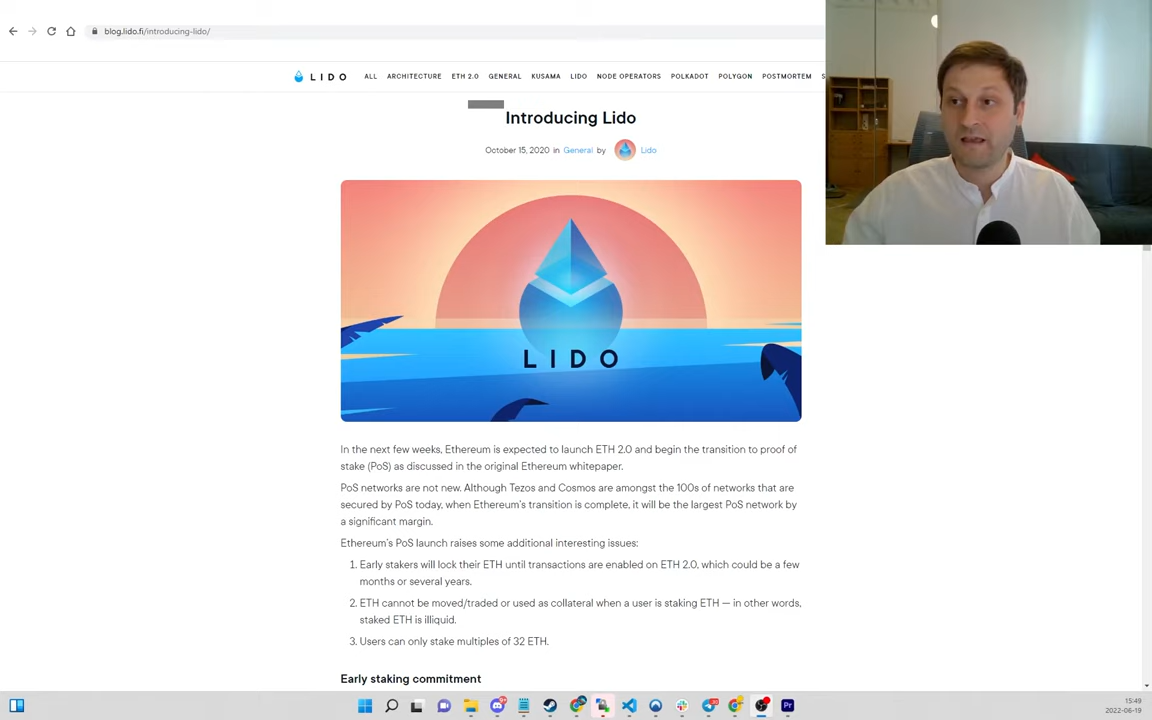 blog.lido.fi/introducing-lido/
LIDO ALL ARCHITECTURE ETH 2.0 GENERAL KUSAMA LIDO NODE OPERATORS POLKADOT POLYGON POSTMORTEM S
Introducing Lido
October 15, 2020 in General by Lido
LIDO
In the next few weeks, Ethereum is expected to launch ETH 2.0 and begin the transition to proof of
stake (PoS) as discussed in the original Ethereum whitepaper.
PoS networks are not new. Although Tezos and Cosmos are amongst the 100s of networks that are
secured by PoS today, when Ethereum's transition is complete, it will be the largest PoS network by
a significant margin.
Ethereum's PoS launch raises some additional interesting issues:
1. Early stakers will lock their ETH until transactions are enabled on ETH 2.0, which could be a few
months or several years.
2. ETH cannot be moved/traded or used as collateral when a user is staking ETH — in other words,
staked ETH is illiquid.
3. Users can only stake multiples of 32 ETH.
Early staking commitment
Pr
15:49
2022-06-19